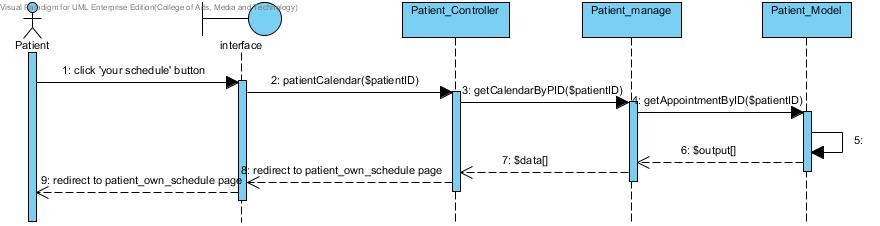 Visual Paradigm for UML Enterprise Edition(College of Arts, Media and Technology)
Patient_Controller
Patient_manage
Patient_Model
Patient
interface
1: click 'your schedule' button
2: patientCalendar($patientID)
3: getCalendarByPID($patientID)
4: getAppointmentByID($patientID)
5:
6: $output[]
7: $data[]
8: redirect to patient_own_schedule page
9: redirect to patient_own_schedule page